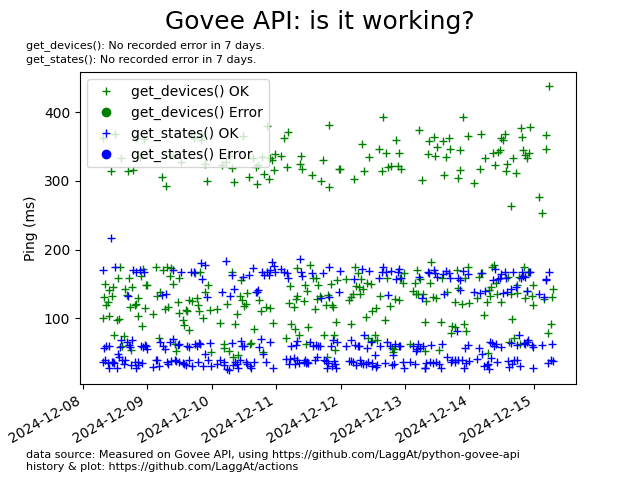 Govee API: is it working?
get_devices(): No recorded error in 7 days.
get_states(): No recorded error in 7 days.
get_devices() OK
get_devices() Error
get_states() OK
get_states() Error
400
300
200
100
Ping (ms)
2024-12-08
2024-12-09
2024-12-10
2024-12-11
2024-12-12
2024-12-13
2024-12-14
2024-12-15
data source: Measured on Govee API, using https://github.com/LaggAt/python-govee-api
history & plot: https://github.com/LaggAt/actions